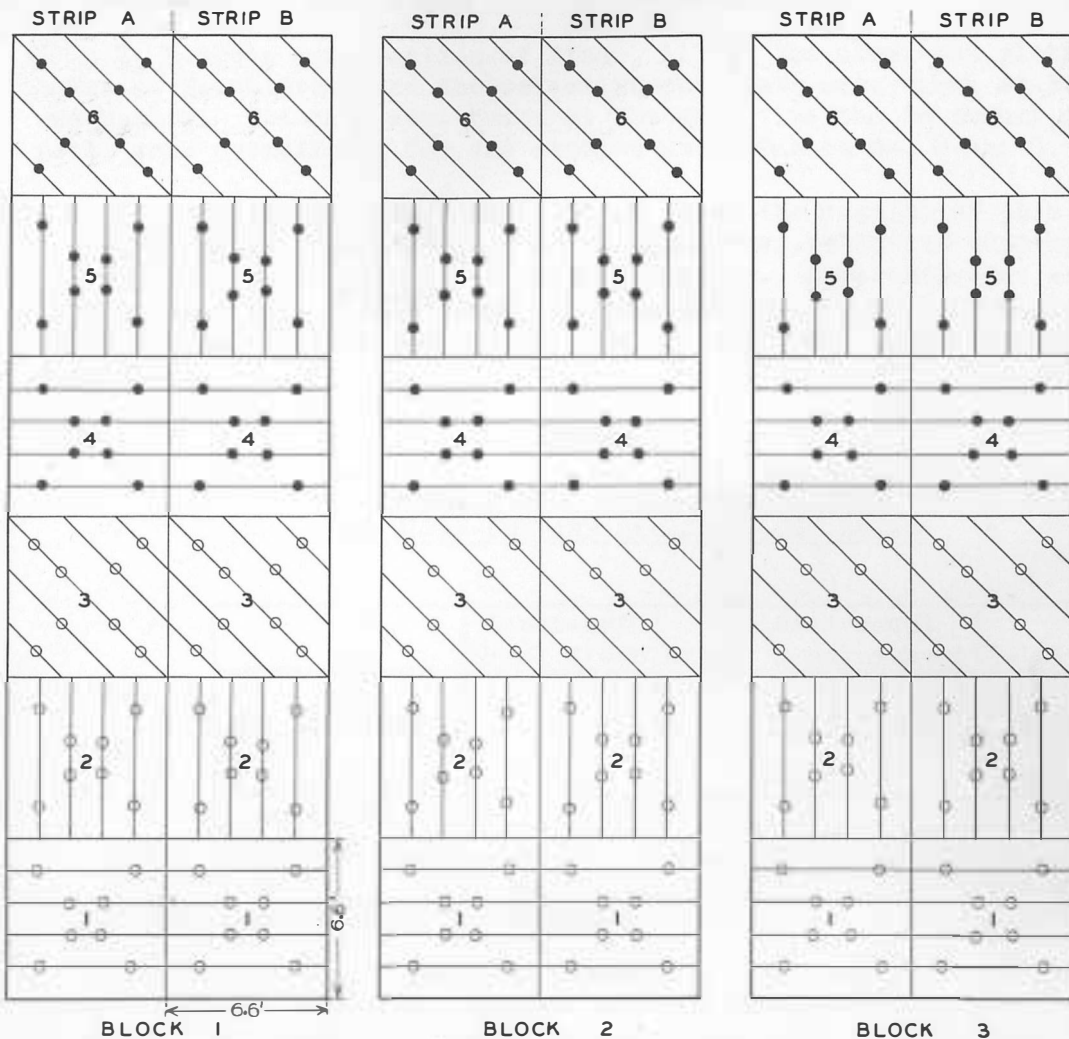 STRIP A STRIP B STRIP A STRIP B STRIP A STRIP B
6 6 6 6 6 6
5 5 5 5 5 5
4 4 4 4 4 4
3 3 3 3 3 3
2 2 2 2 2 2
1 1 1 1 1 1
6.6'
6.6'
BLOCK 1 BLOCK 2 BLOCK 3